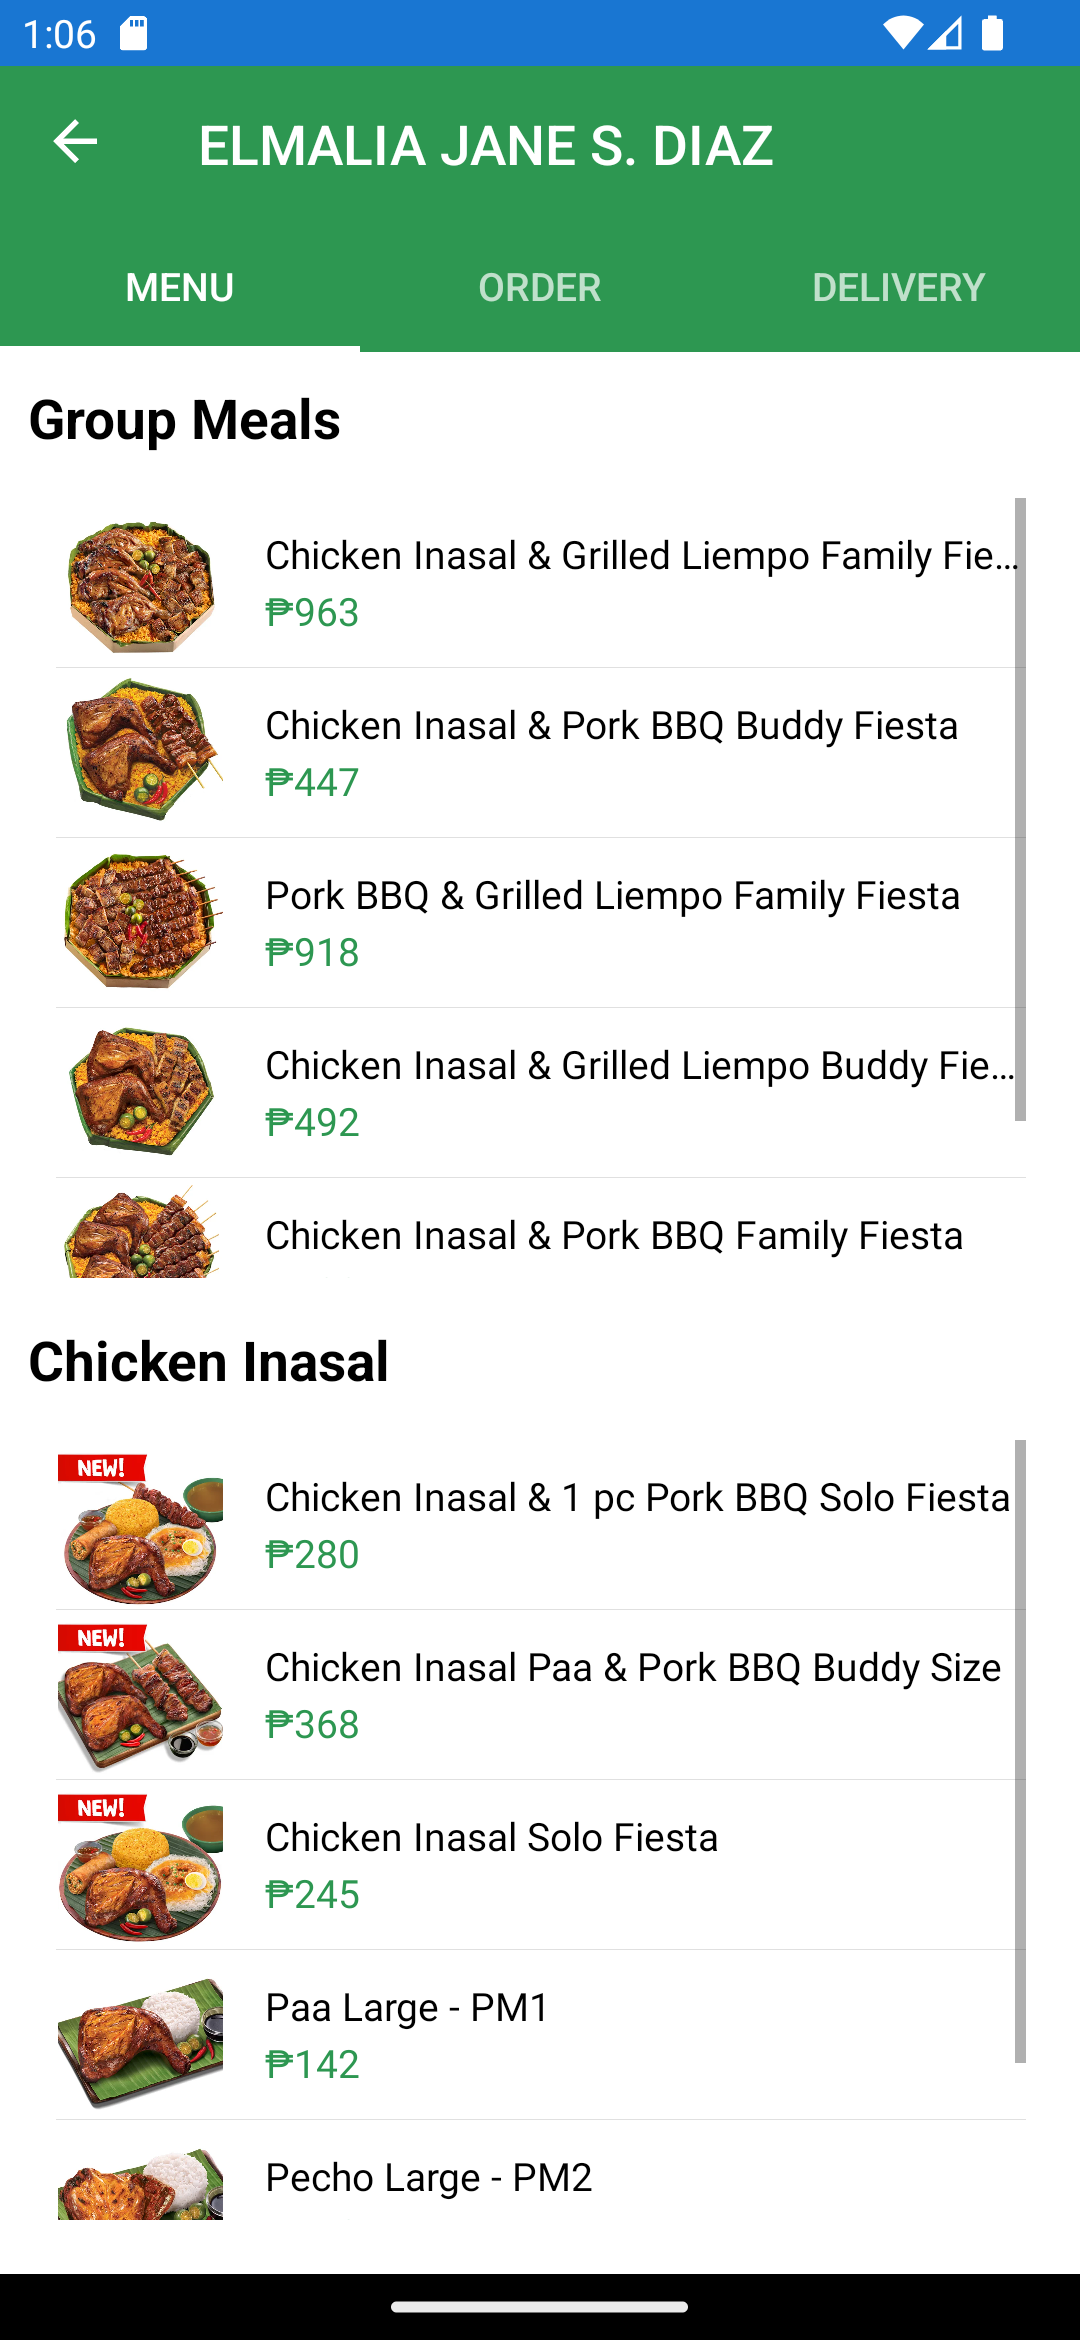 1:06
ELMALIA JANE S. DIAZ
MENU
ORDER
DELIVERY
Group Meals
Chicken Inasal & Grilled Liempo Family Fie...
₱963
Chicken Inasal & Pork BBQ Buddy Fiesta
₱447
Pork BBQ & Grilled Liempo Family Fiesta
₱918
Chicken Inasal & Grilled Liempo Buddy Fie...
₱492
Chicken Inasal & Pork BBQ Family Fiesta
Chicken Inasal
NEW!
Chicken Inasal & 1 pc Pork BBQ Solo Fiesta
₱280
NEW!
Chicken Inasal Paa & Pork BBQ Buddy Size
₱368
NEW!
Chicken Inasal Solo Fiesta
₱245
Paa Large - PM1
₱142
Pecho Large - PM2